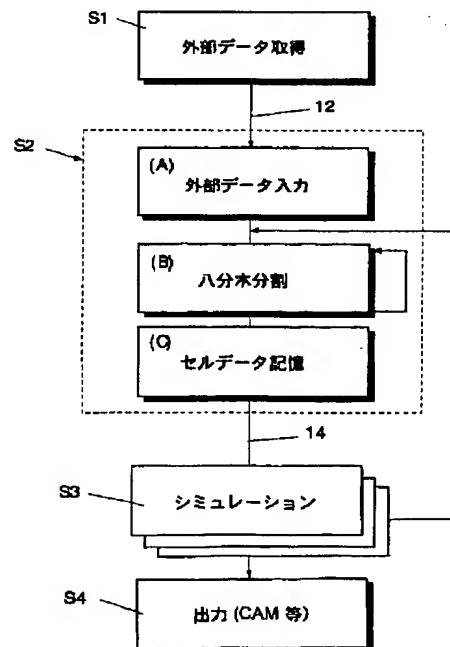 S1
外部データ取得
12
S2
(A)
外部データ入力
(B)
八分木分割
(C)
セルデータ記憶
14
S3
シミュレーション
S4
出力 (CAM 等)